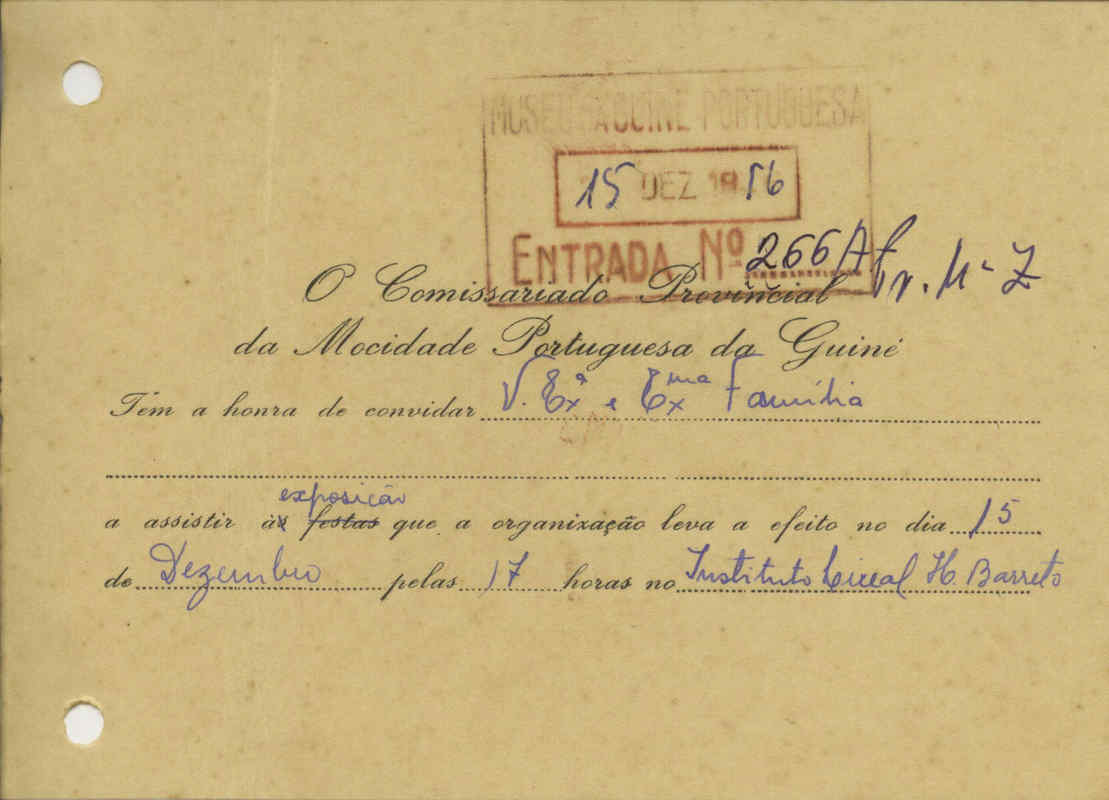 MUSEU DA GUINÉ PORTUGUESA
15 DEZ 1956
ENTRADA Nº 266/A
Pr. Nº Z
O Comissariado Provincial
da Mocidade Portuguesa da Guiné
Têm a honra de convidar V. Exª e Exma Família
exposição
a assistir às festas que a organização leva a efeito no dia 15
de Dezembro pelas 17 horas no Instituto Liceal H. Barreto